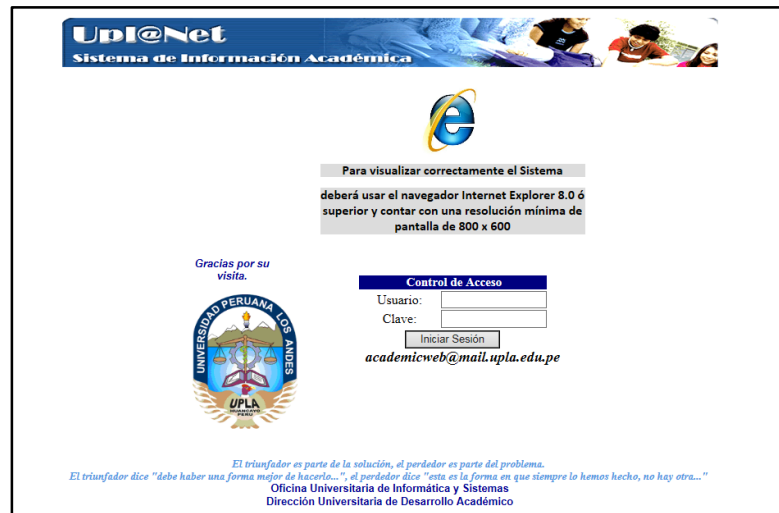 Upl@Net
Sistema de Información Académica
Para visualizar correctamente el Sistema
deberá usar el navegador Internet Explorer 8.0 ó
superior y contar con una resolución mínima de
pantalla de 800 x 600
Gracias por su
visita.
UNIVERSIDAD PERUANA LOS ANDES
UPLA
HUANCAYO
PERU
Control de Acceso
Usuario:
Clave:
Iniciar Sesión
academicweb@mail.upla.edu.pe
El triunfador es parte de la solución, el perdedor es parte del problema.
El triunfador dice "debe haber una forma mejor de hacerlo...", el perdedor dice "esta es la forma en que siempre lo hemos hecho, no hay otra..."
Oficina Universitaria de Informática y Sistemas
Dirección Universitaria de Desarrollo Académico